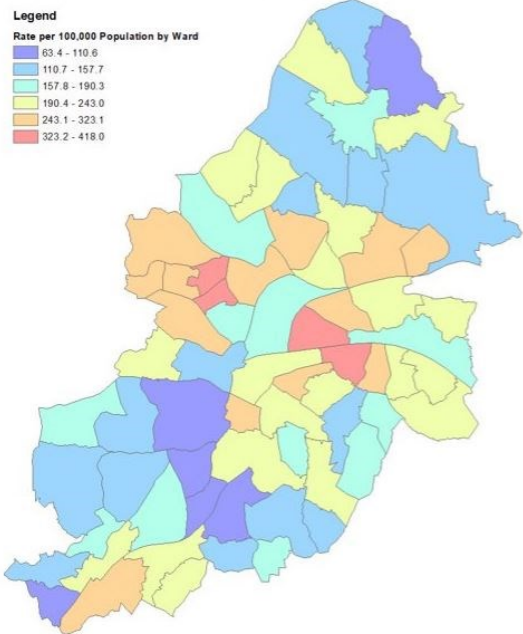 Legend
Rate per 100,000 Population by Ward
63.4 - 110.6
110.7 - 157.7
157.8 - 190.3
190.4 - 243.0
243.1 - 323.1
323.2 - 418.0